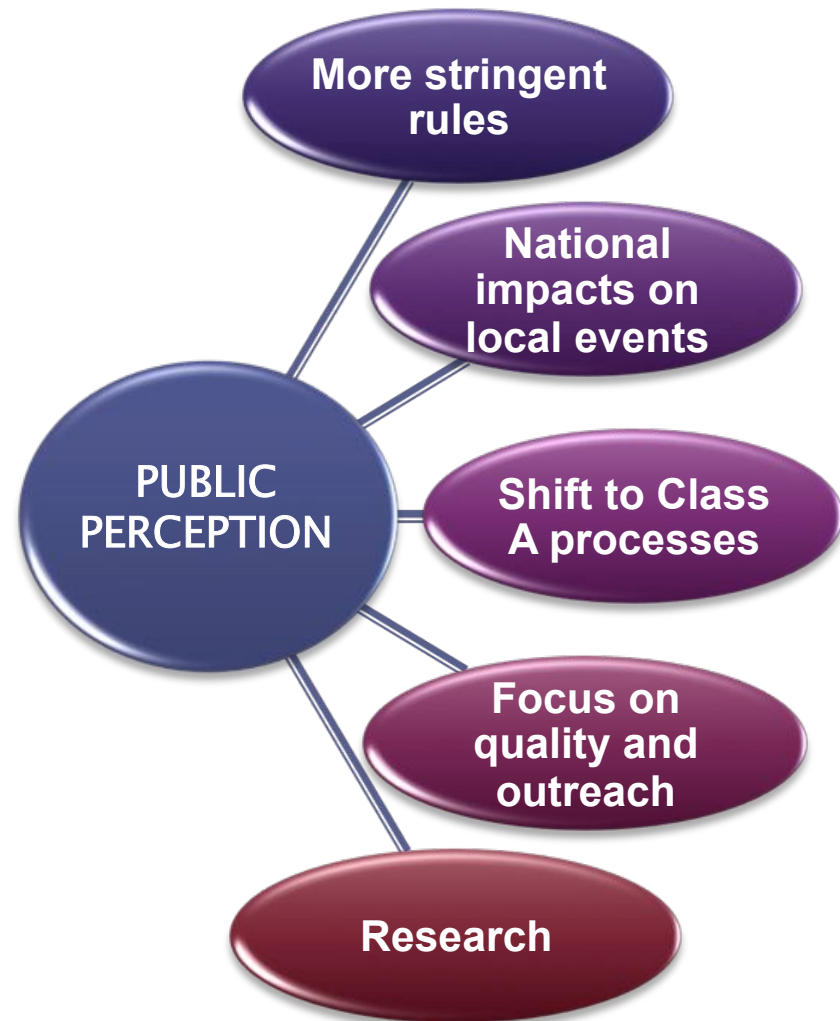 More stringent
rules
National
impacts on
local events
PUBLIC
PERCEPTION
Shift to Class
A processes
Focus on
quality and
outreach
Research